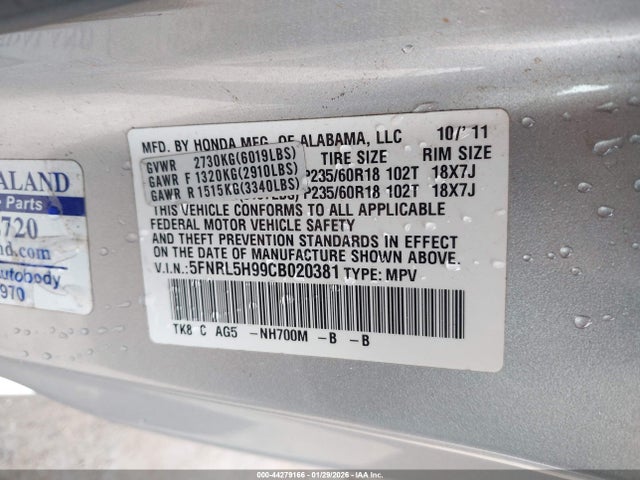 MFD. BY HONDA MFG. OF ALABAMA, LLC 10/'11
TIRE SIZE RIM SIZE
GVWR 2730KG(6019LBS)
GAWR F 1320KG(2910LBS) P235/60R18 102T 18X7J
GAWR R 1515KG(3340LBS) P235/60R18 102T 18X7J
THIS VEHICLE CONFORMS TO ALL APPLICABLE
FEDERAL MOTOR VEHICLE SAFETY
AND THEFT PREVENTION STANDARDS IN EFFECT
ON THE DATE OF MANUFACTURE SHOWN ABOVE.
V.I.N.: 5FNRL5H99CB020381 TYPE: MPV
TK8 C AG5 -NH700M -B -B
ALAND
Parts
720
nd.com
utobody
970
000-44279166 - 01/29/2026 - IAA Inc. (C)